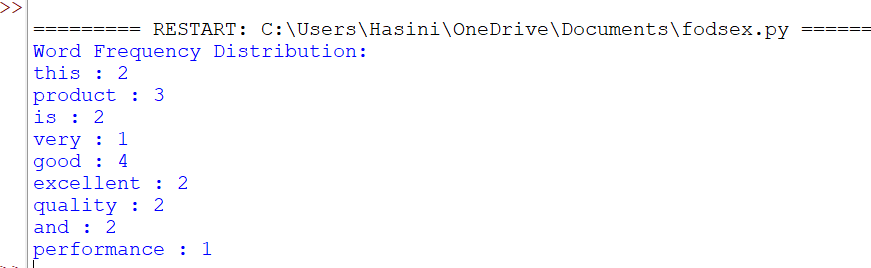 >>
========= RESTART: C:\Users\Hasini\OneDrive\Documents\fodsex.py ======
Word Frequency Distribution:
this : 2
product : 3
is : 2
very : 1
good : 4
excellent : 2
quality : 2
and : 2
performance : 1
>>